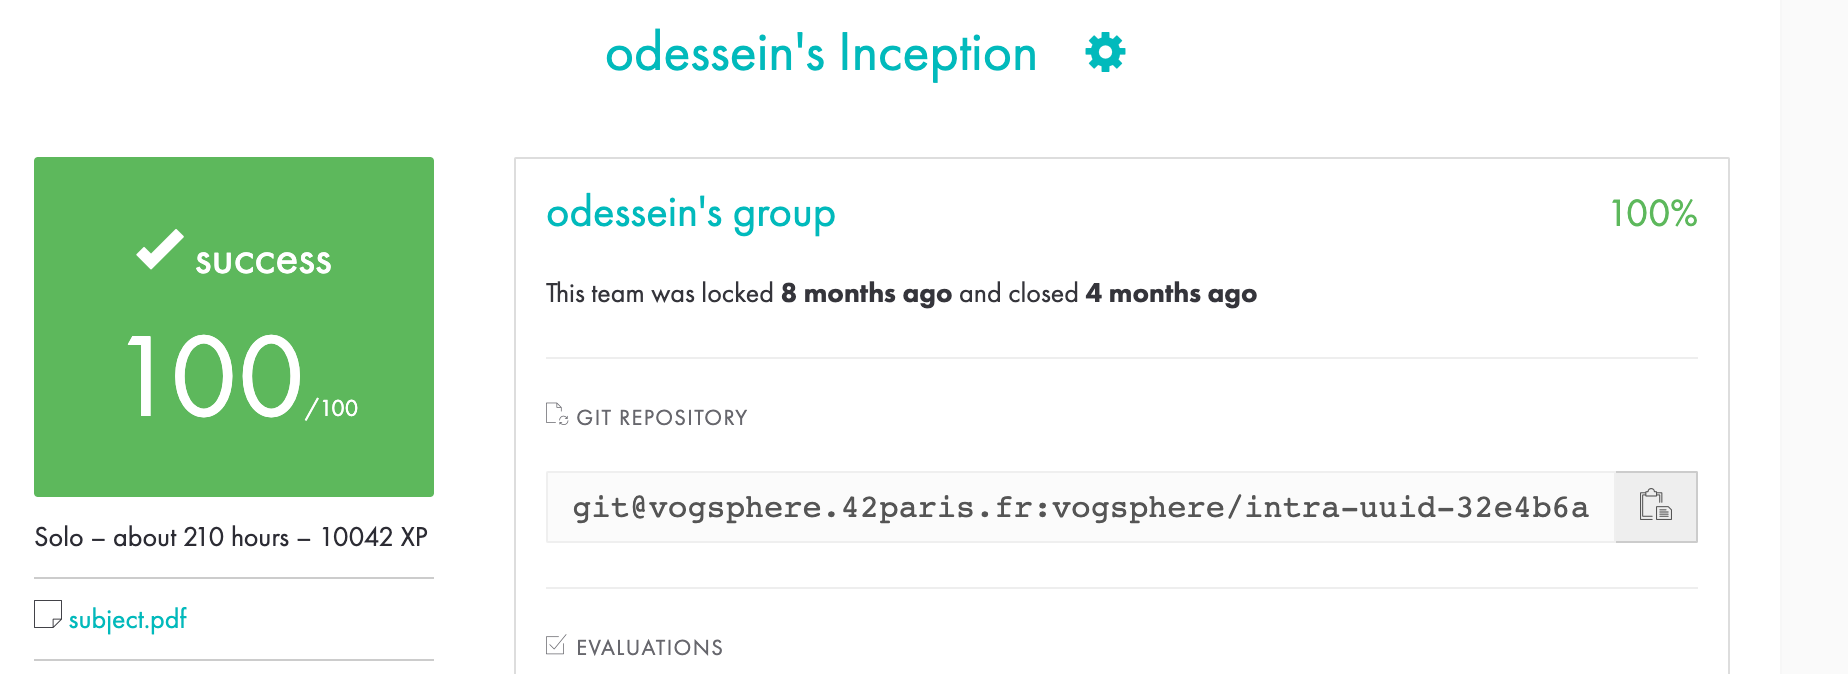 odessein's Inception
success
100/100
Solo – about 210 hours – 10042 XP
subject.pdf
odessein's group
100%
This team was locked 8 months ago and closed 4 months ago
GIT REPOSITORY
git@vogsphere.42paris.fr:vogsphere/intra-uuid-32e4b6a
EVALUATIONS